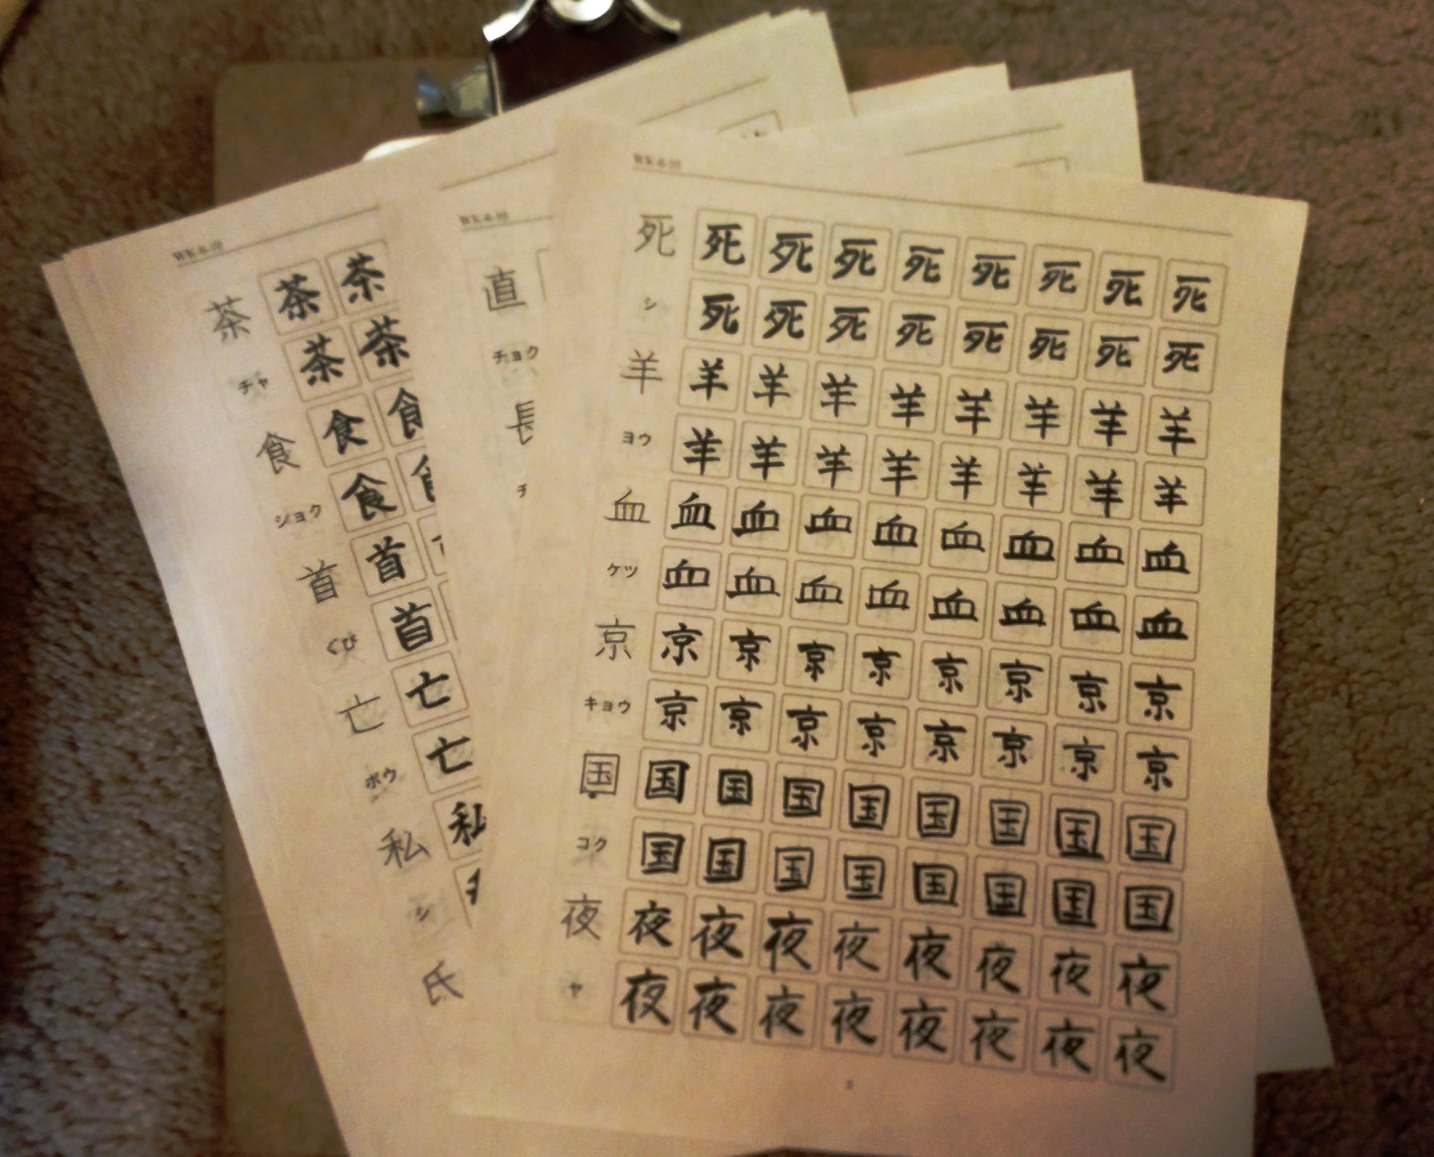 茶 茶 茶
チャ 茶 茶
食 食 食
ショク 食 食
首 首
くび 首
亡 亡
ボウ 亡
私 私
シ
氏
直
チョク
長
チ
死 死 死 死 死 死 死 死 死
シ 死 死 死 死 死 死 死 死
羊 羊 羊 羊 羊 羊 羊 羊 羊
ヨウ 羊 羊 羊 羊 羊 羊 羊 羊
血 血 血 血 血 血 血 血 血
ケツ 血 血 血 血 血 血 血 血
京 京 京 京 京 京 京 京 京
キョウ 京 京 京 京 京 京 京 京
国 国 国 国 国 国 国 国 国
コク 国 国 国 国 国 国 国 国
夜 夜 夜 夜 夜 夜 夜 夜 夜
ヤ 夜 夜 夜 夜 夜 夜 夜 夜